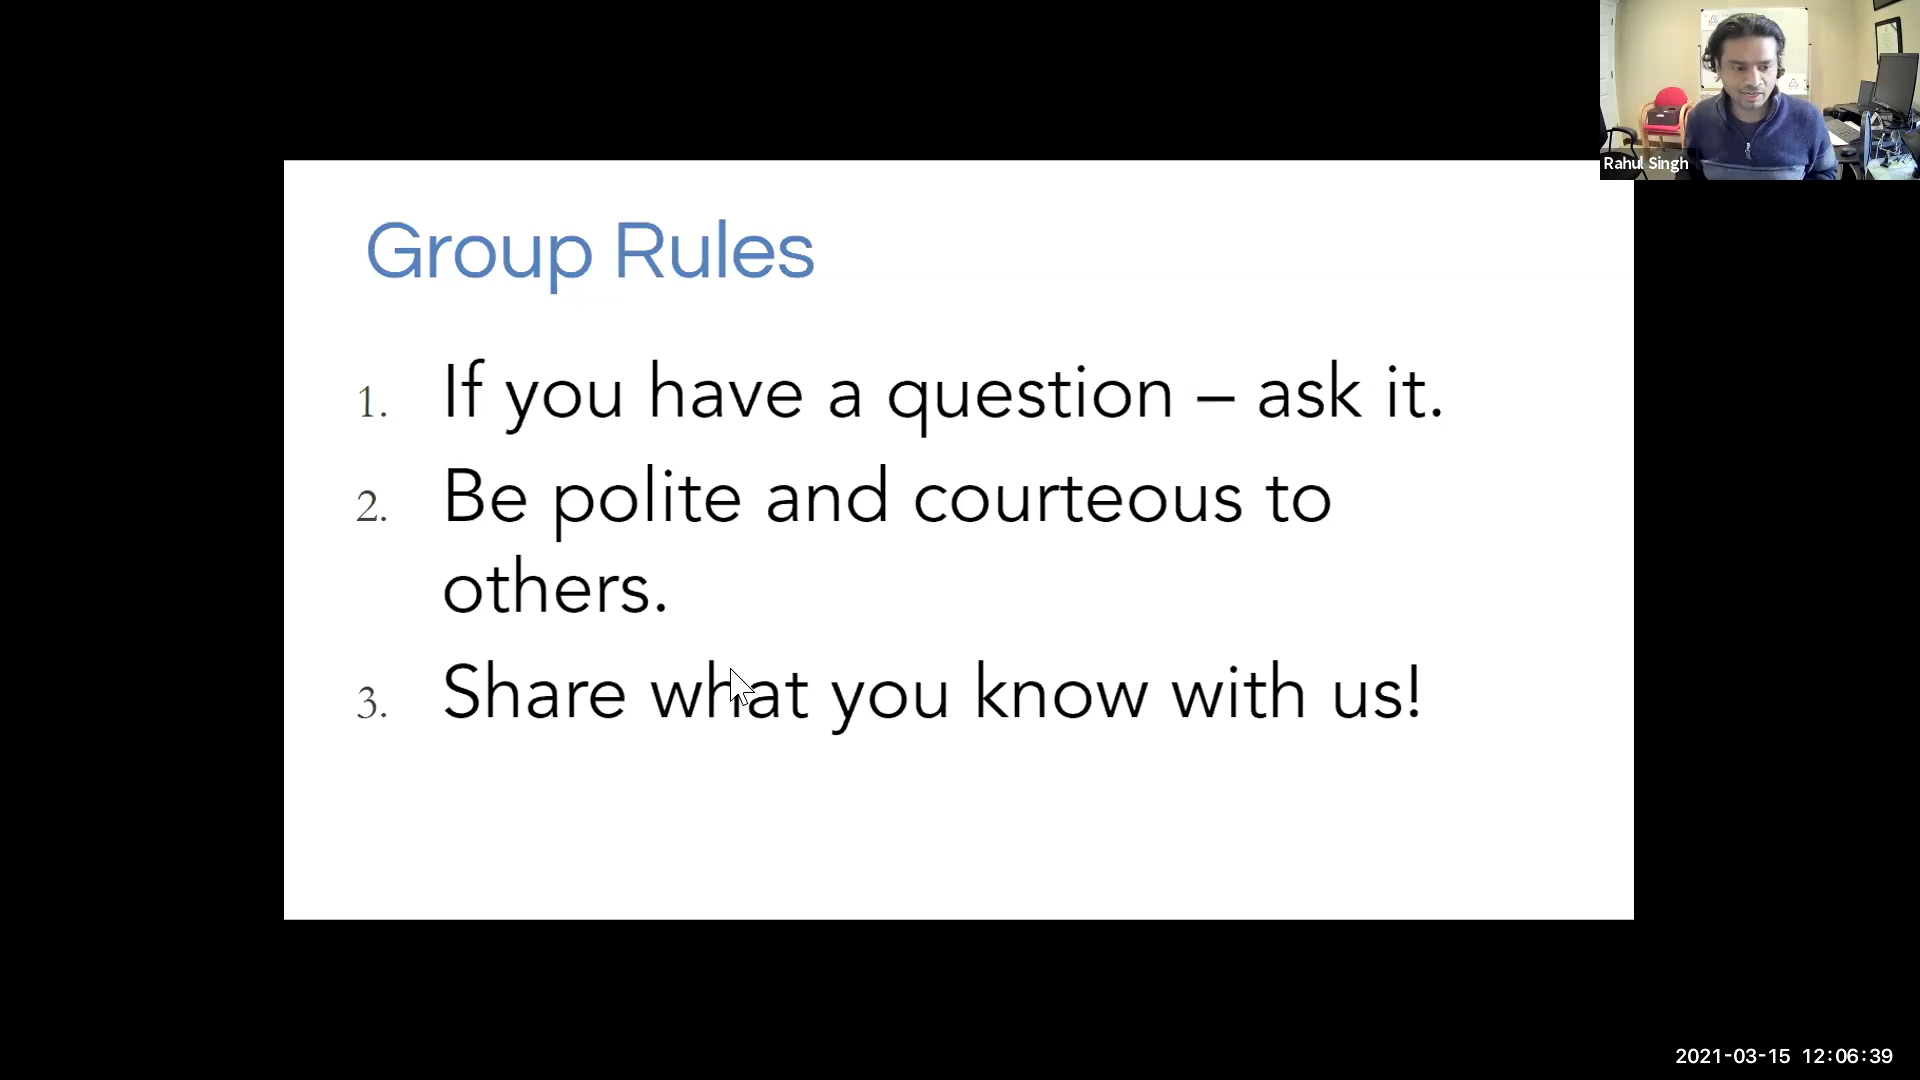 Rahul Singh
Group Rules
1. If you have a question – ask it.
2. Be polite and courteous to
others.
3. Share what you know with us!
2021-03-15 12:06:39